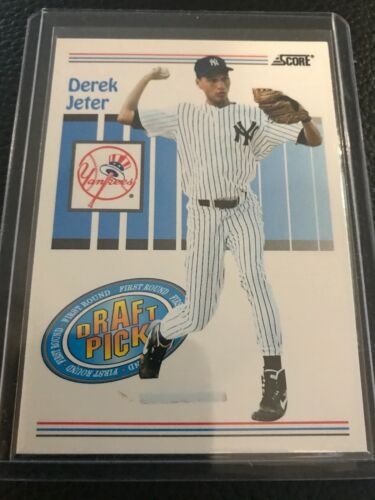 Derek
Jeter
SCORE®
NY
NY
Yankees
®
FIRST ROUND · FIRST ROUND
DRAFT
PICK
FIRST ROUND